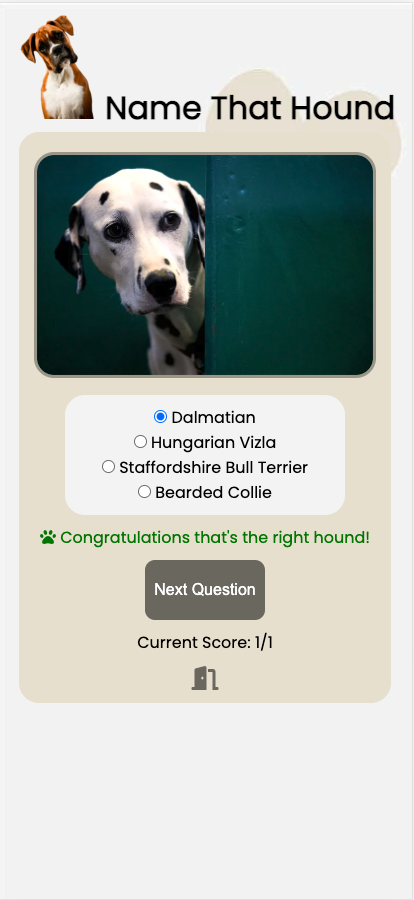 Name That Hound
Dalmatian
Hungarian Vizla
Staffordshire Bull Terrier
Bearded Collie
Congratulations that's the right hound!
Next Question
Current Score: 1/1